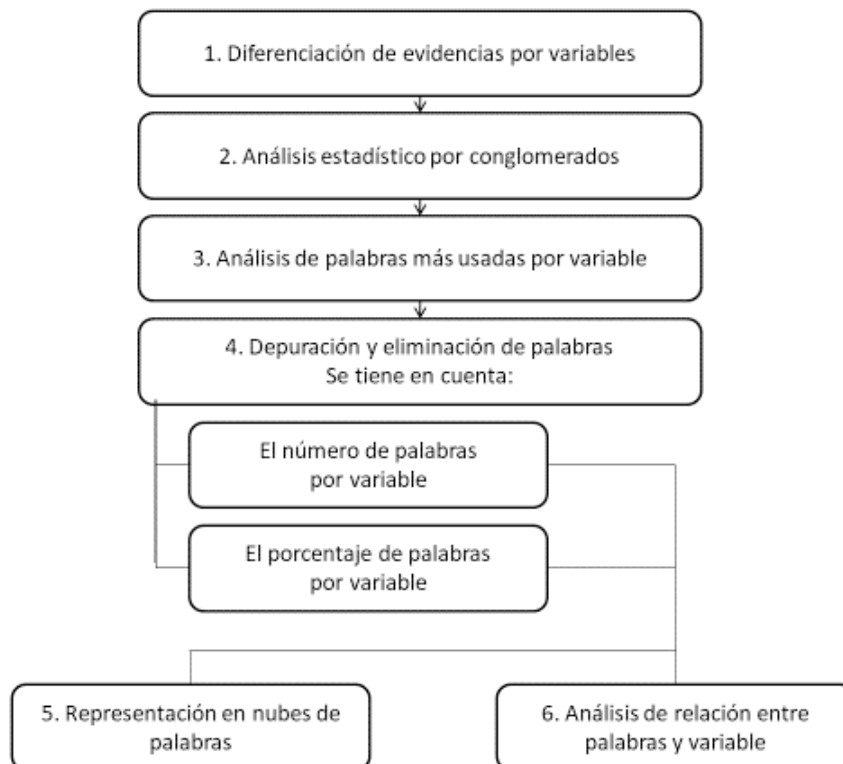 1. Diferenciación de evidencias por variables
2. Análisis estadístico por conglomerados
3. Análisis de palabras más usadas por variable
4. Depuración y eliminación de palabras
Se tiene en cuenta:
El número de palabras
por variable
El porcentaje de palabras
por variable
5. Representación en nubes de
palabras
6. Análisis de relación entre
palabras y variable